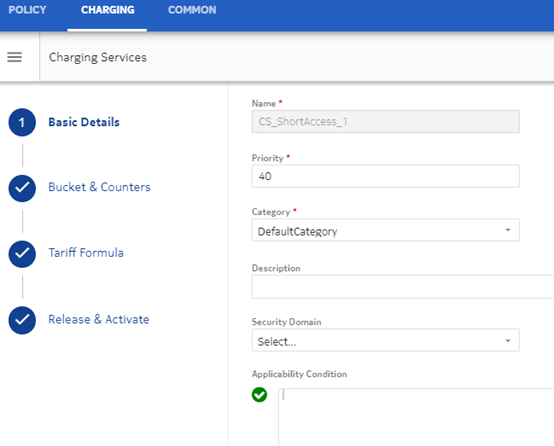 POLICY CHARGING COMMON
Charging Services
1 Basic Details
Bucket & Counters
Tariff Formula
Release & Activate
Name *
CS_ShortAccess_1
Priority *
40
Category *
DefaultCategory
Description
Security Domain
Select...
Applicability Condition